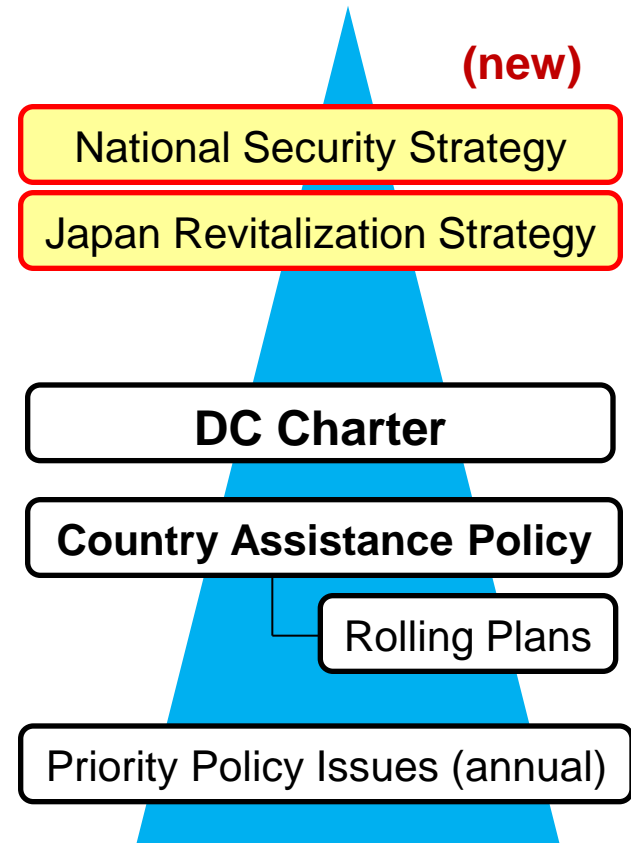 (new)
National Security Strategy
Japan Revitalization Strategy
DC Charter
Country Assistance Policy
Rolling Plans
Priority Policy Issues (annual)